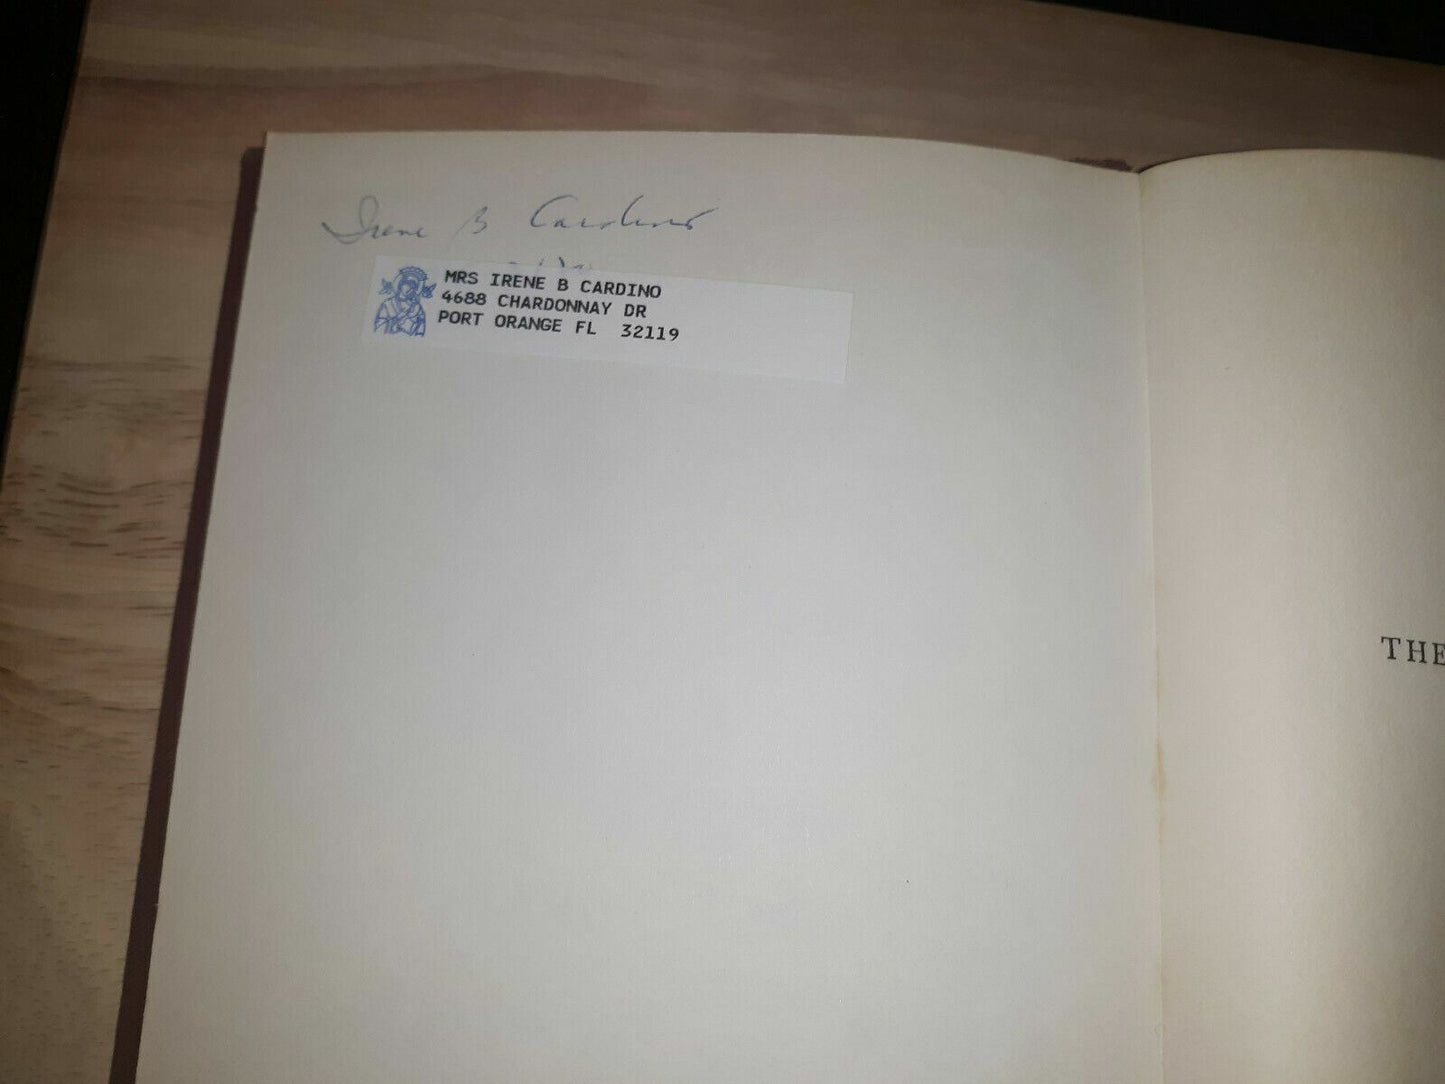 Irene B Cardino
MRS IRENE B CARDINO
4688 CHARDONNAY DR
PORT ORANGE FL 32119
THE